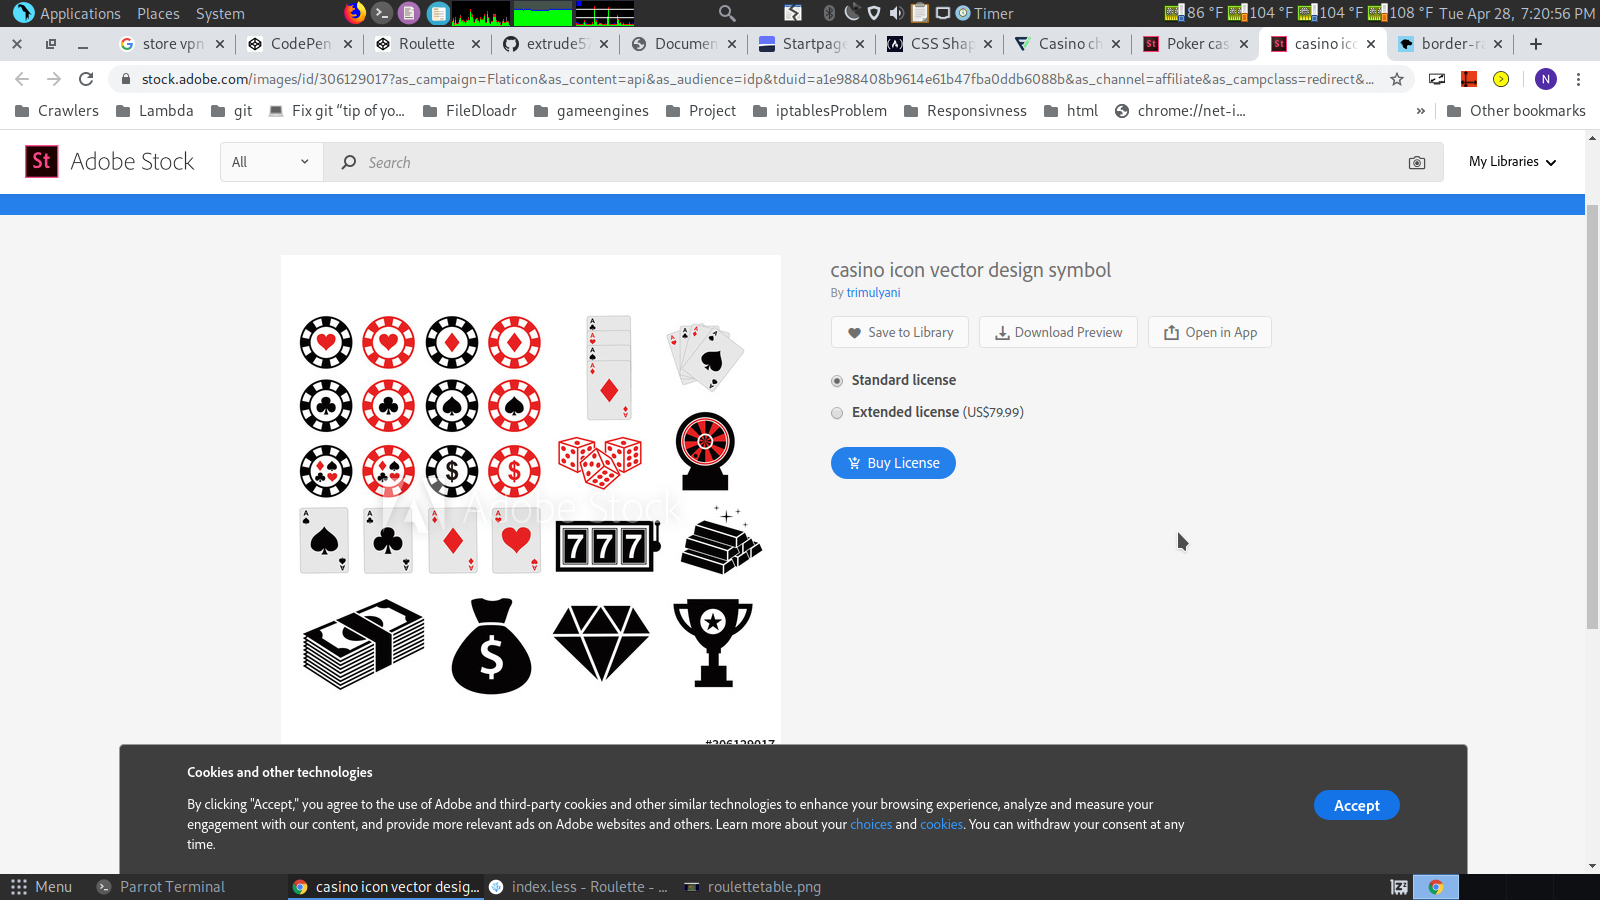 Applications Places System Timer 86 °F 104 °F 104 °F 108 °F Tue Apr 28, 7:20:56 PM
store vpn CodePen Roulette extrude57 Documen Startpage CSS Shap Casino ch Poker cas casino ico border-ra
stock.adobe.com/images/id/306129017?as_campaign=Flaticon&as_content=api&as_audience=idp&tduid=a1e988408b9614e61b47fba0ddb6088b&as_channel=affiliate&as_campclass=redirect&... N
Crawlers Lambda git Fix git “tip of yo... FileDloadr gameengines Project iptablesProblem Responsivness html chrome://net-i... » Other bookmarks
St Adobe Stock All Search My Libraries
casino icon vector design symbol
By trimulyani
Save to Library Download Preview Open in App
Standard license
Extended license (US$79.99)
Buy License
$ $
Adobe Stock
A A A A
777
$
#306129017
Cookies and other technologies
By clicking "Accept," you agree to the use of Adobe and third-party cookies and other similar technologies to enhance your browsing experience, analyze and measure your
engagement with our content, and provide more relevant ads on Adobe websites and others. Learn more about your choices and cookies. You can withdraw your consent at any
time.
Accept
Menu Parrot Terminal casino icon vector desig... index.less - Roulette - ... roulettetable.png